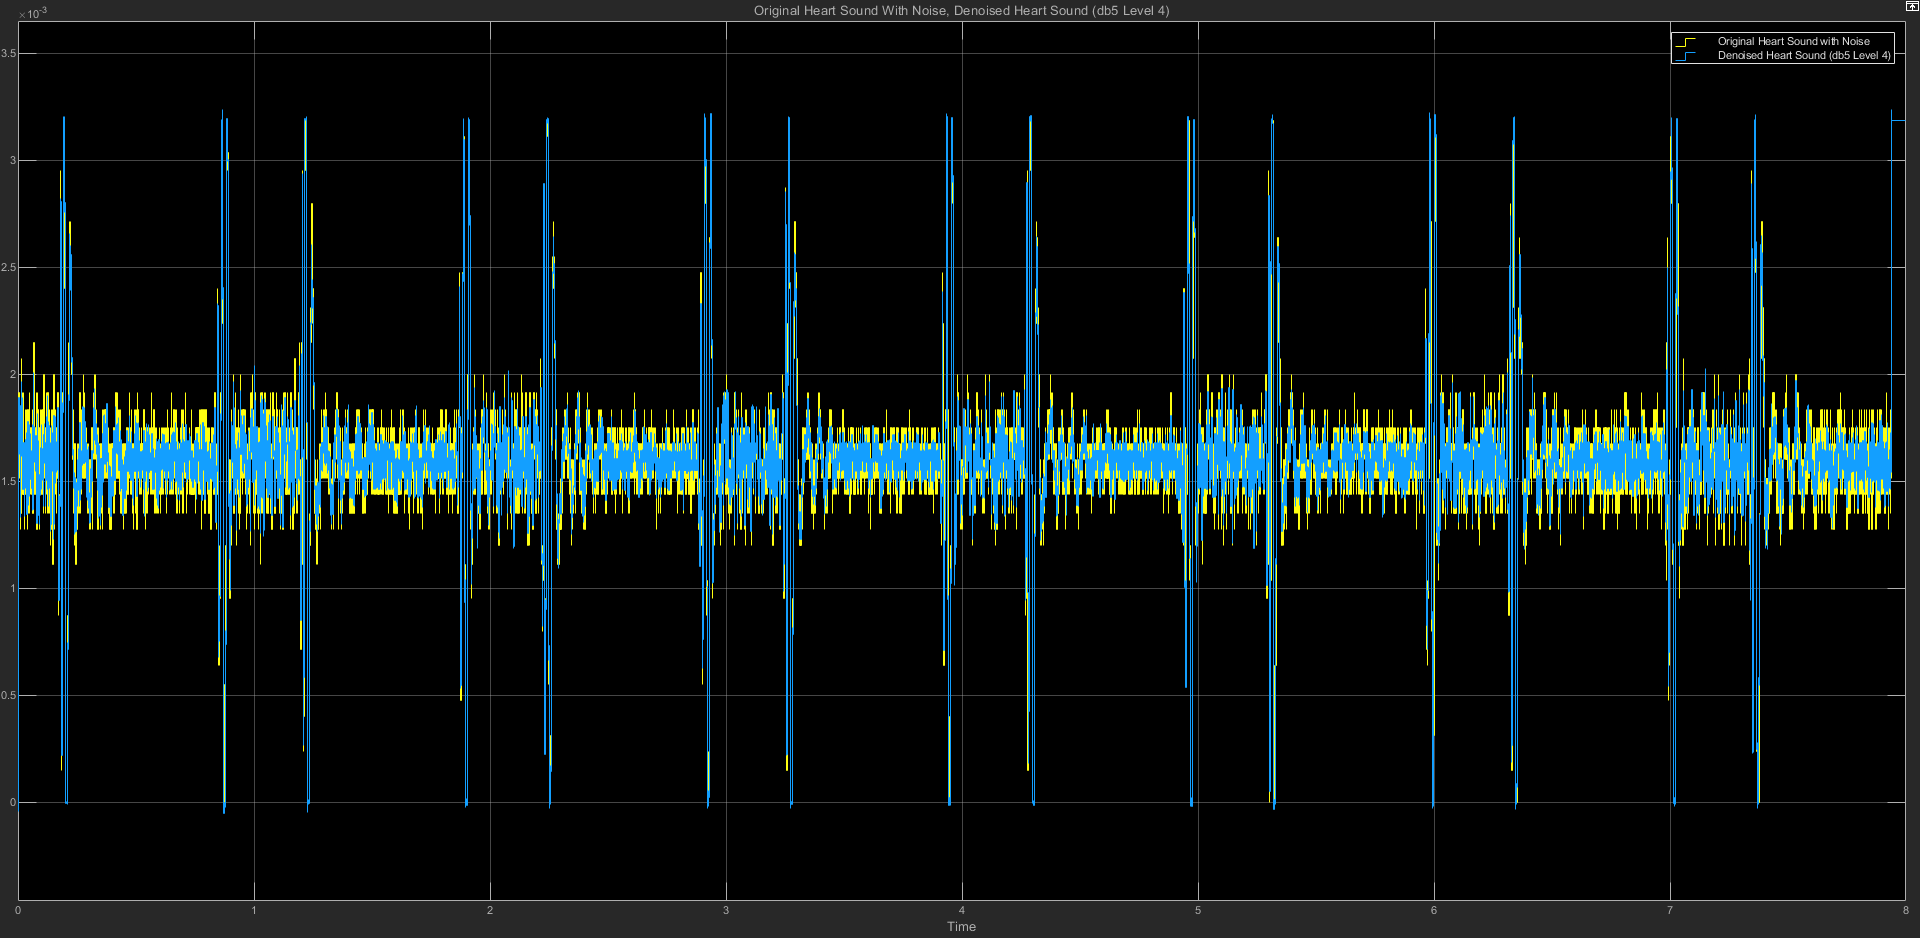 Original Heart Sound With Noise, Denoised Heart Sound (db5 Level 4)
×10⁻³
Original Heart Sound with Noise
Denoised Heart Sound (db5 Level 4)
3.5
3
2.5
2
1.5
1
0.5
0
0 1 2 3 4 5 6 7 8
Time